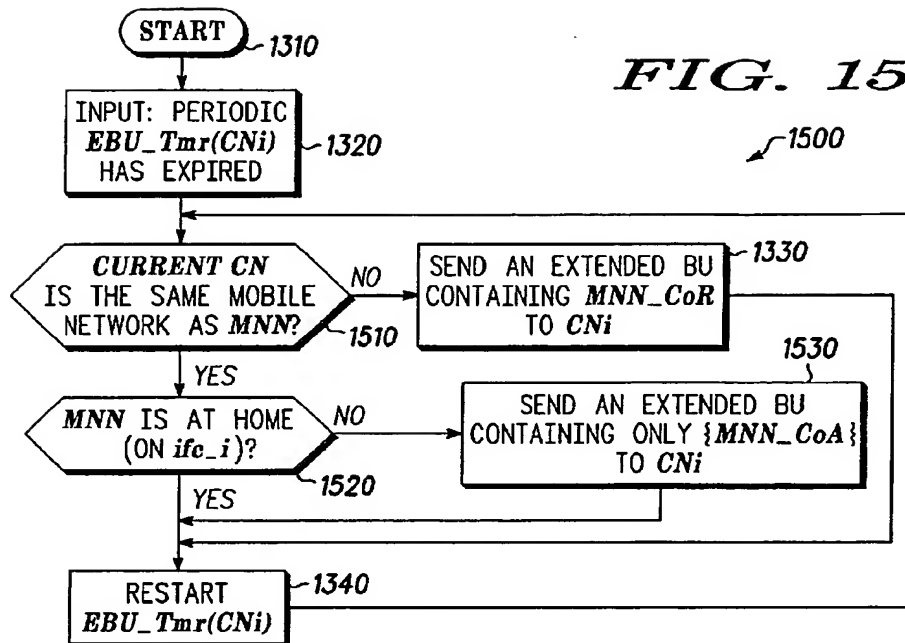 START
1310
FIG. 15
INPUT: PERIODIC
EBU_Tmr(CNi)
HAS EXPIRED
1320
1500
CURRENT CN
IS THE SAME MOBILE
NETWORK AS MNN?
1510
NO
SEND AN EXTENDED BU
CONTAINING MNN_CoR
TO CNi
1330
YES
MNN IS AT HOME
(ON ifc_i)?
1520
NO
SEND AN EXTENDED BU
CONTAINING ONLY {MNN_CoA}
TO CNi
1530
YES
RESTART
EBU_Tmr(CNi)
1340